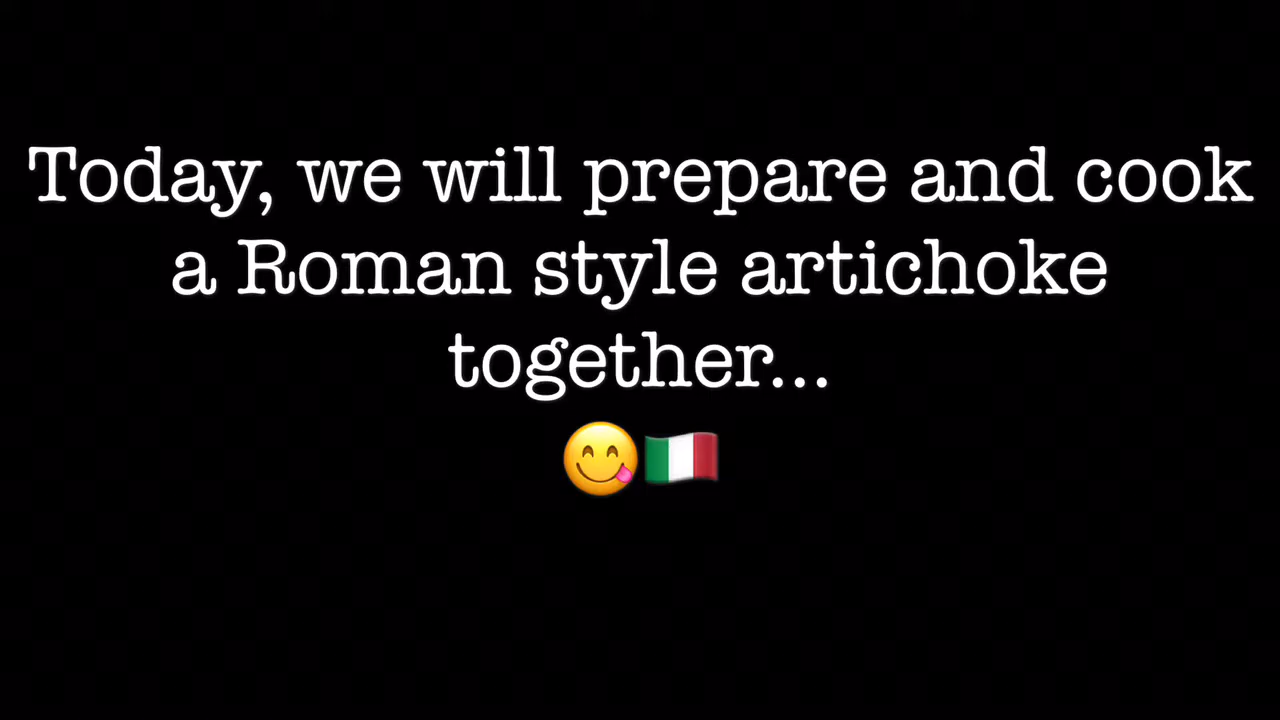 Today, we will prepare and cook
a Roman style artichoke
together...
😋🇮🇹